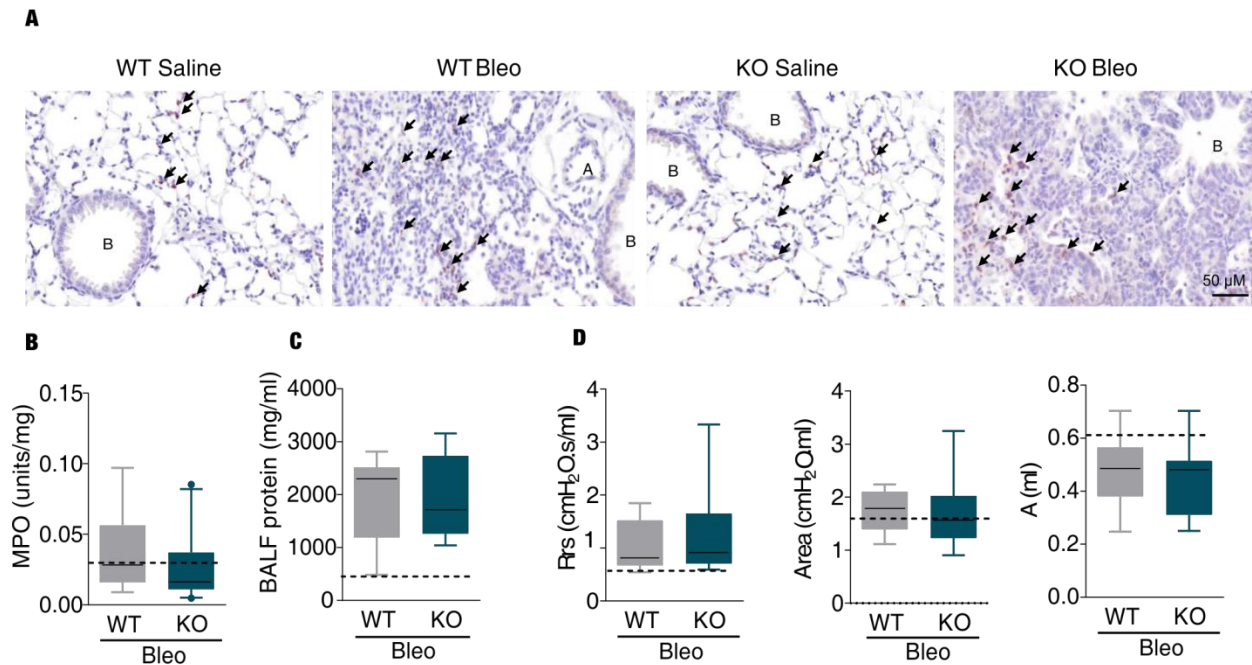 A
WT Saline
WT Bleo
KO Saline
KO Bleo
B
A
B
B
B
B
50 µM
B
MPO (units/mg)
0.15
0.10
0.05
0.00
WT KO
Bleo
C
BALF protein (mg/ml)
4000
3000
2000
1000
0
WT KO
Bleo
D
Rrs (cmH2O.s/ml)
4
3
2
1
0
WT KO
Bleo
Area (cmH2O.ml)
4
3
2
1
0
WT KO
Bleo
A (ml)
0.8
0.6
0.4
0.2
0.0
WT KO
Bleo